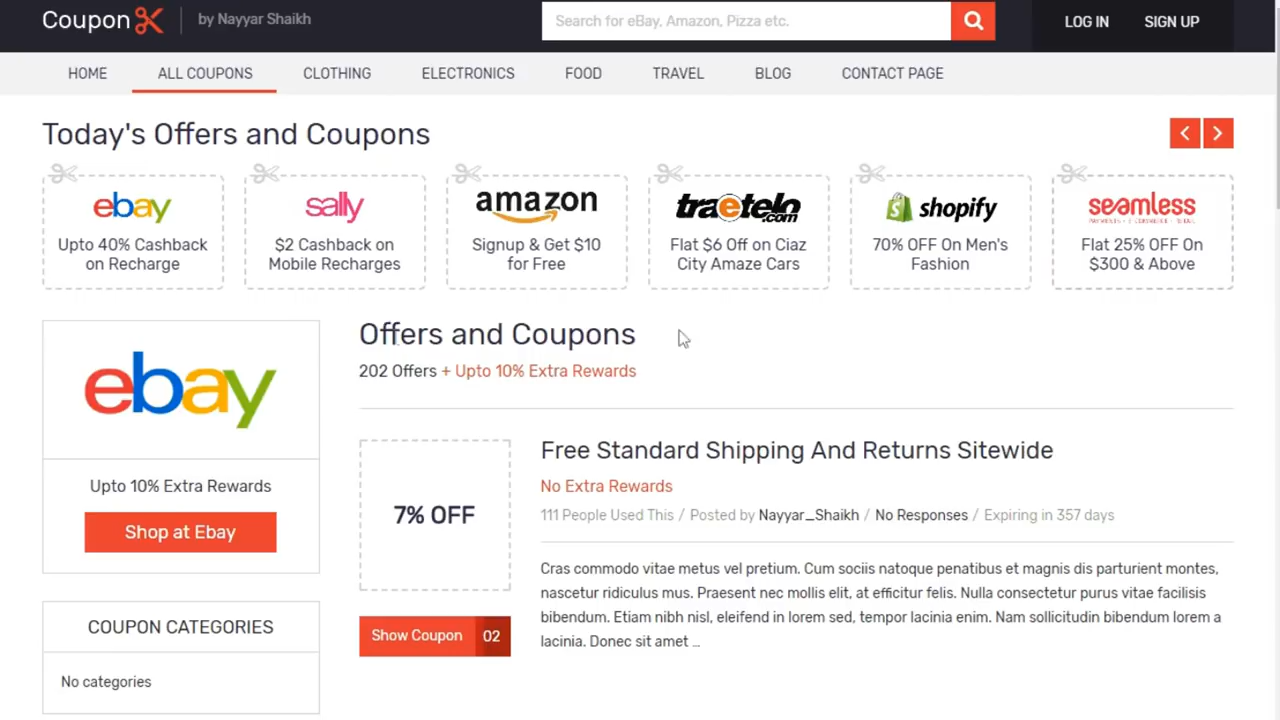 Coupon
by Nayyar Shaikh
Search for eBay, Amazon, Pizza etc.
LOG IN
SIGN UP
HOME
ALL COUPONS
CLOTHING
ELECTRONICS
FOOD
TRAVEL
BLOG
CONTACT PAGE
Today's Offers and Coupons
ebay
Upto 40% Cashback
on Recharge
sally
$2 Cashback on
Mobile Recharges
amazon
Signup & Get $10
for Free
traetelo.com
Flat $6 Off on Ciaz
City Amaze Cars
shopify
70% OFF On Men's
Fashion
seamless
Flat 25% OFF On
$300 & Above
ebay
Upto 10% Extra Rewards
Shop at Ebay
COUPON CATEGORIES
No categories
Offers and Coupons
202 Offers + Upto 10% Extra Rewards
7% OFF
Show Coupon 02
Free Standard Shipping And Returns Sitewide
No Extra Rewards
111 People Used This / Posted by Nayyar_Shaikh / No Responses / Expiring in 357 days
Cras commodo vitae metus vel pretium. Cum sociis natoque penatibus et magnis dis parturient montes,
nascetur ridiculus mus. Praesent nec mollis elit, at efficitur felis. Nulla consectetur purus vitae facilisis
bibendum. Etiam nibh nisl, eleifend in lorem sed, tempor lacinia enim. Nam sollicitudin bibendum lorem a
lacinia. Donec sit amet ...